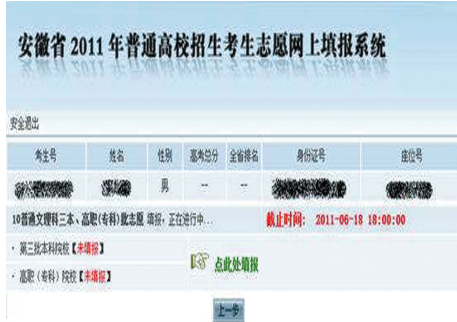 安徽省2011年普通高校招生考生志愿网上填报系统
安全退出
考生号 姓名 性别 高考总分 全省排名 身份证号 座位号
男 -- --
10普通文理科三本、高职(专科)批志愿 填报,正在进行中... 截止时间: 2011-06-18 18:00:00
· 第三批本科院校【未填报】
点此处填报
· 高职(专科)院校【未填报】
上一步